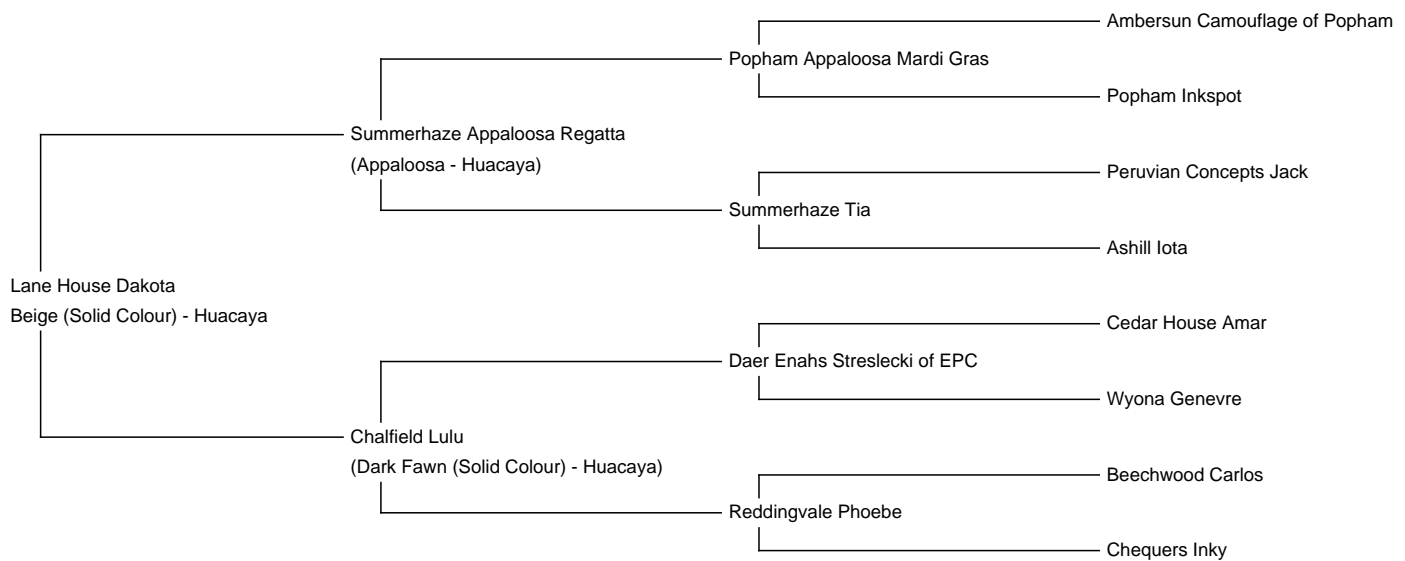 Ambersun Camouflage of Popham
Popham Appaloosa Mardi Gras
Popham Inkspot
Summerhaze Appaloosa Regatta
(Appaloosa - Huacaya)
Peruvian Concepts Jack
Summerhaze Tia
Ashill Iota
Lane House Dakota
Beige (Solid Colour) - Huacaya
Cedar House Amar
Daer Enahs Streslecki of EPC
Wyona Genevre
Chalfield Lulu
(Dark Fawn (Solid Colour) - Huacaya)
Beechwood Carlos
Reddingvale Phoebe
Chequers Inky